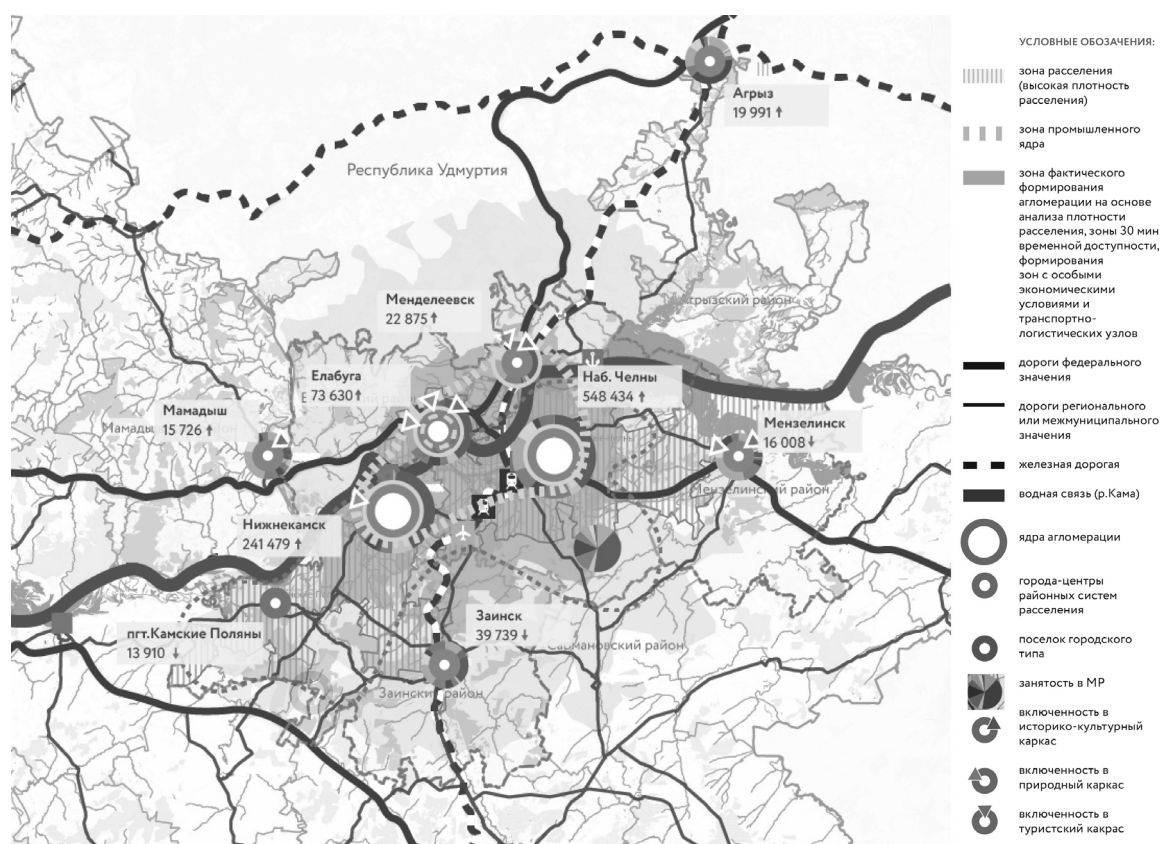 Агрыз
19 991 ↑
Республика Удмуртия
Менделеевск
22 875 ↑
Агрызский район
Елабуга
73 630 ↑
Наб. Челны
548 434 ↑
Мамадыш
15 726 ↑
Мензелинск
16 008 ↓
Мензелинский район
Нижнекамск
241 479 ↑
Заинск
39 739 ↓
пгт.Камские Поляны
13 910 ↓
Сармановский район
Заинский район
УСЛОВНЫЕ ОБОЗАЧЕНИЯ:
зона расселения
(высокая плотность
расселения)
зона промышленного
ядра
зона фактического
формирования
агломерации на основе
анализа плотности
расселения, зоны 30 мин
временной доступности,
формирования
зон с особыми
экономическими
условиями и
транспортно-
логистических узлов
дороги федерального
значения
дороги регионального
или межмуниципального
значения
железная дорогая
водная связь (р.Кама)
ядра агломерации
города-центры
районных систем
расселения
поселок городского
типа
занятость в МР
включенность в
историко-культурный
каркас
включенность в
природный каркас
включенность в
туристский какрас